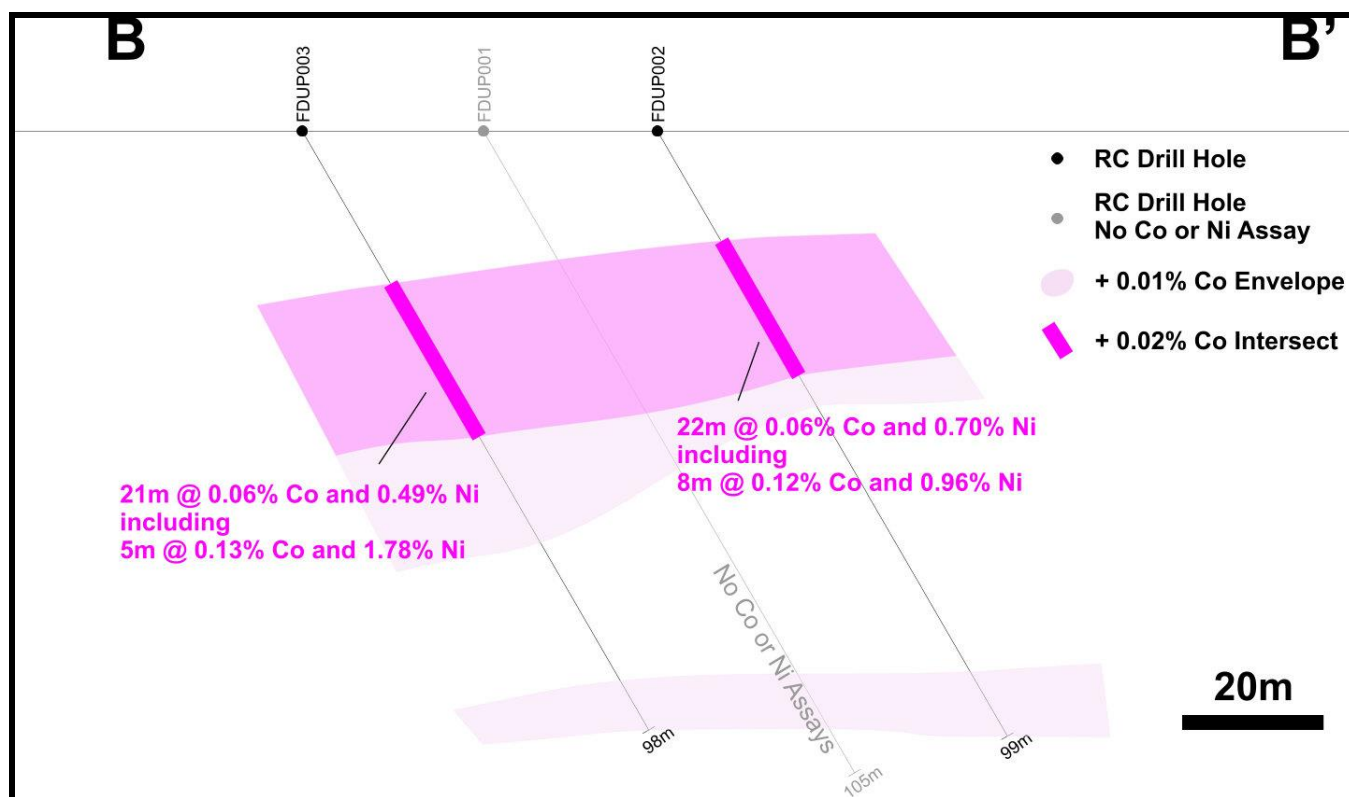 B
B’
FDUP003
FDUP001
FDUP002
RC Drill Hole
RC Drill Hole
No Co or Ni Assay
+ 0.01% Co Envelope
+ 0.02% Co Intersect
22m @ 0.06% Co and 0.70% Ni
including
8m @ 0.12% Co and 0.96% Ni
21m @ 0.06% Co and 0.49% Ni
including
5m @ 0.13% Co and 1.78% Ni
No Co or Ni Assays
20m
98m
105m
99m